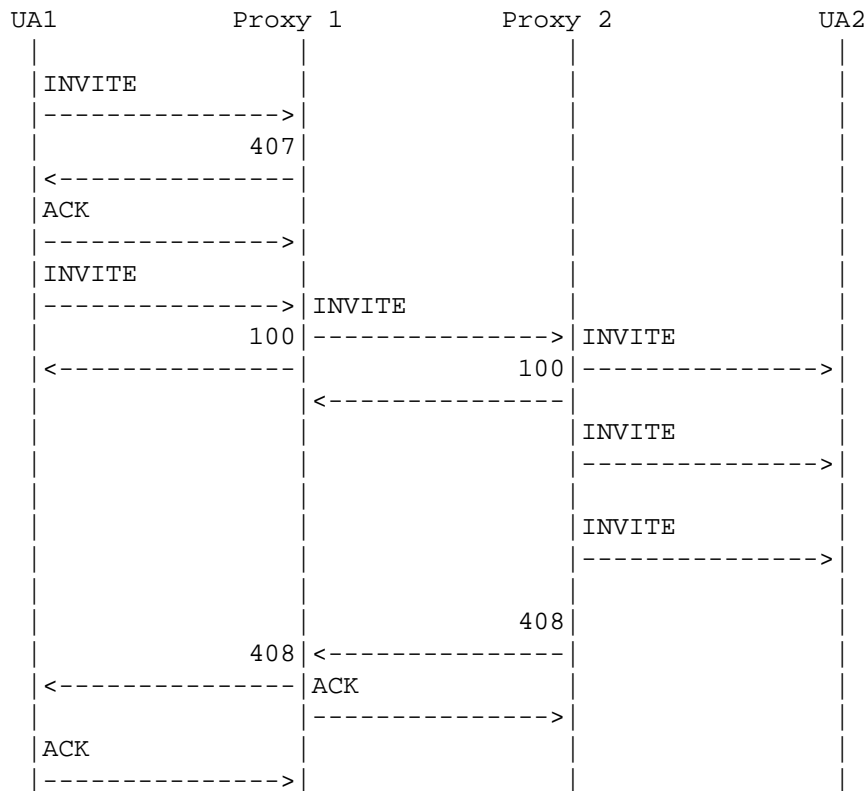 UA1 Proxy 1 Proxy 2 UA2
INVITE
407
ACK
INVITE
INVITE
100 INVITE
100
INVITE
INVITE
408
408
ACK
ACK